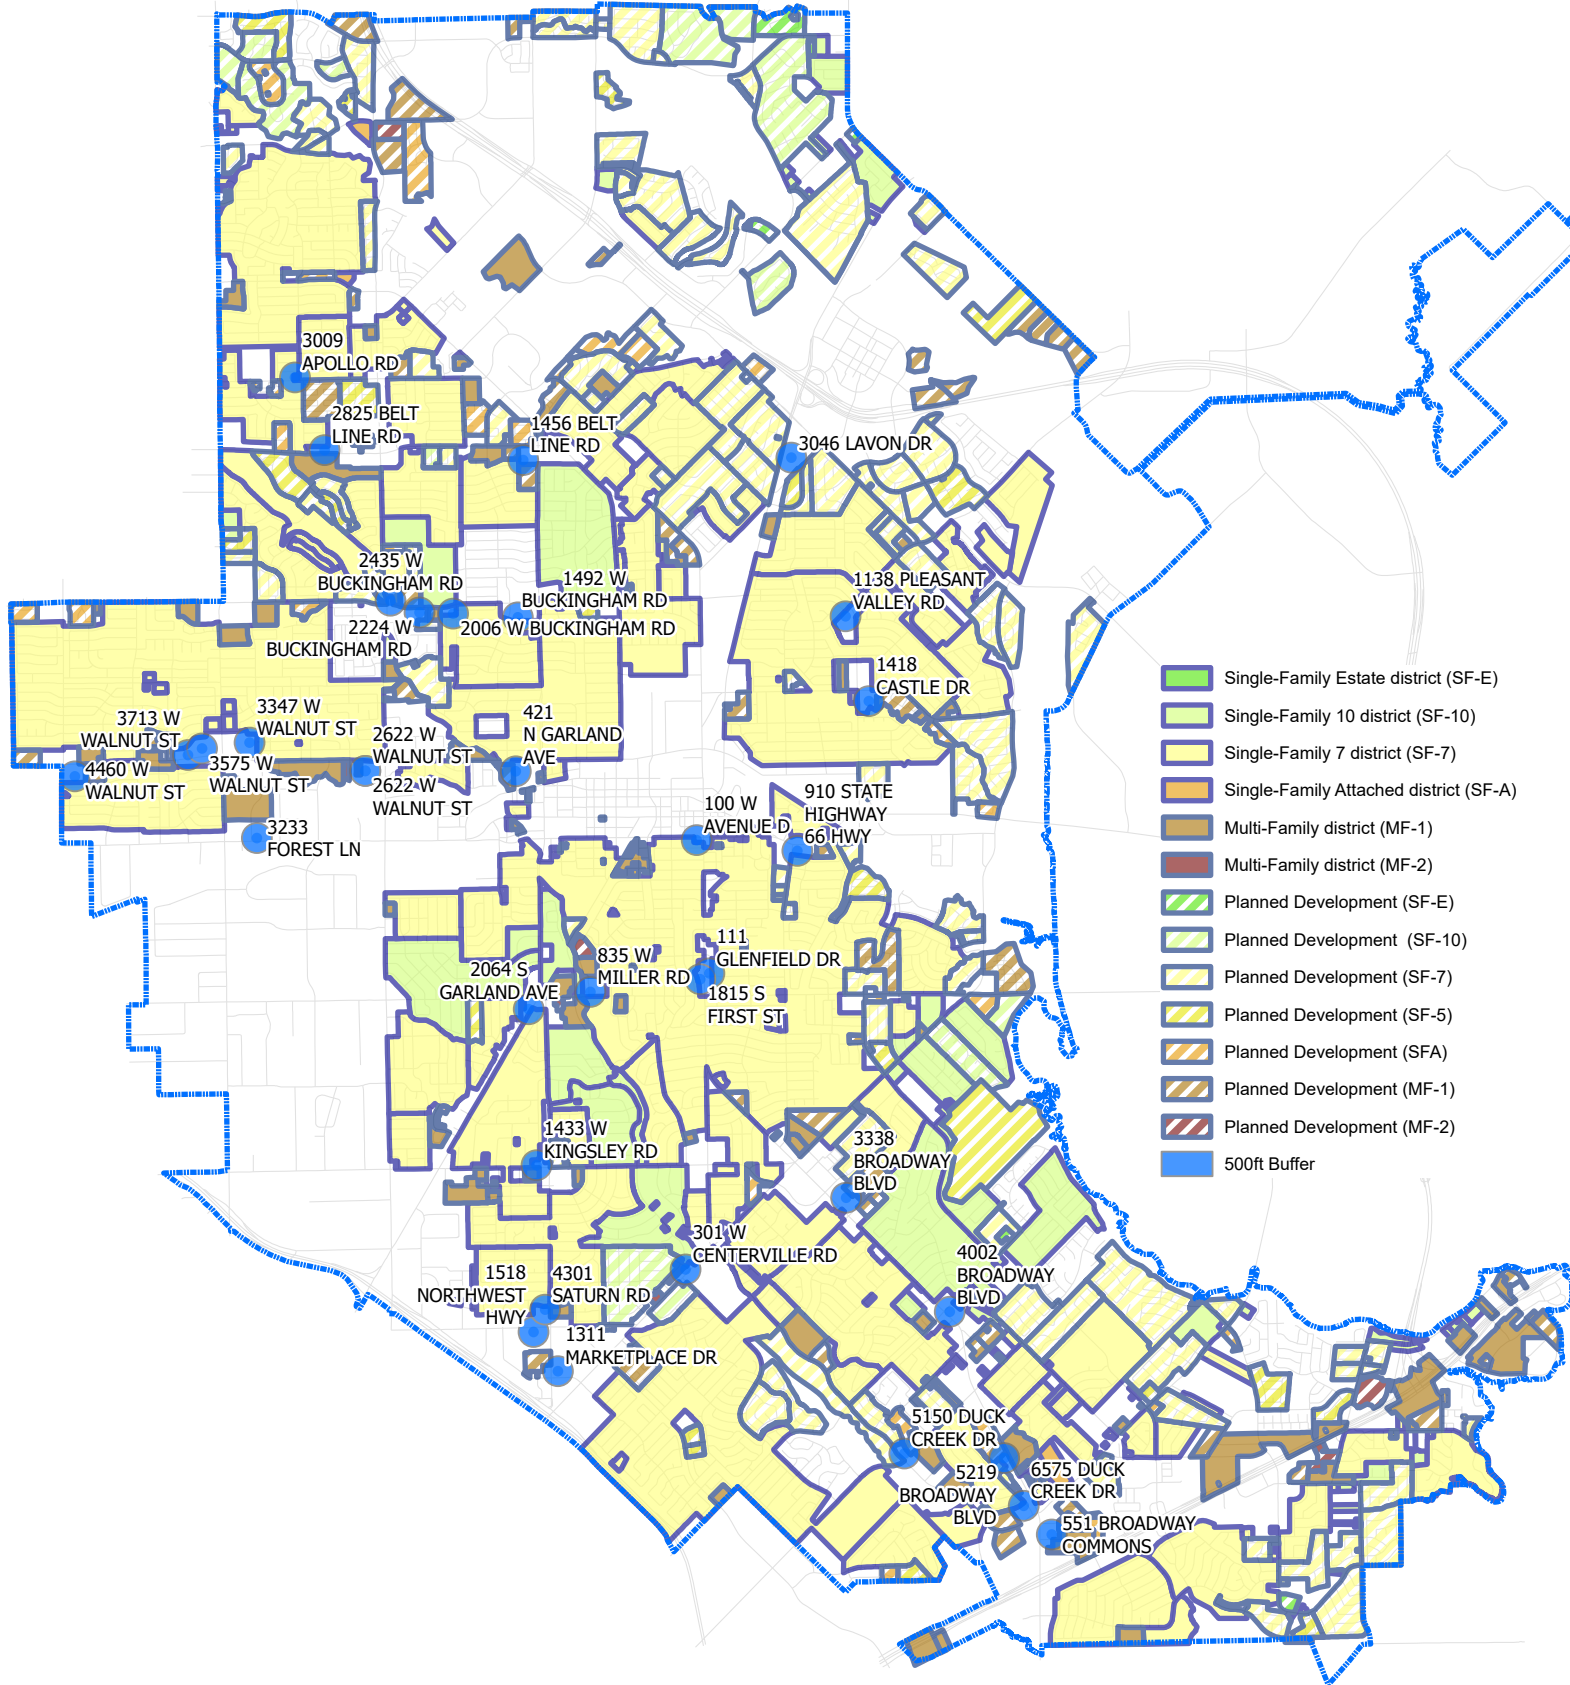 3009
APOLLO RD
2825 BELT
LINE RD
1456 BELT
LINE RD
3046 LAVON DR
2435 W
BUCKINGHAM RD
1492 W
BUCKINGHAM RD
1138 PLEASANT
VALLEY RD
2224 W
BUCKINGHAM RD
2006 W BUCKINGHAM RD
1418
CASTLE DR
3713 W
WALNUT ST
3347 W
WALNUT ST
421
N GARLAND
AVE
2622 W
WALNUT ST
4460 W
WALNUT ST
3575 W
WALNUT ST
2622 W
WALNUT ST
910 STATE
HIGHWAY
66 HWY
100 W
AVENUE D
3233
FOREST LN
111
GLENFIELD DR
835 W
MILLER RD
2064 S
GARLAND AVE
1815 S
FIRST ST
1433 W
KINGSLEY RD
3338
BROADWAY
BLVD
301 W
CENTERVILLE RD
4002
BROADWAY
BLVD
1518
NORTHWEST
HWY
4301
SATURN RD
1311
MARKETPLACE DR
5150 DUCK
CREEK DR
5219
BROADWAY
BLVD
6575 DUCK
CREEK DR
551 BROADWAY
COMMONS
Single-Family Estate district (SF-E)
Single-Family 10 district (SF-10)
Single-Family 7 district (SF-7)
Single-Family Attached district (SF-A)
Multi-Family district (MF-1)
Multi-Family district (MF-2)
Planned Development (SF-E)
Planned Development (SF-10)
Planned Development (SF-7)
Planned Development (SF-5)
Planned Development (SFA)
Planned Development (MF-1)
Planned Development (MF-2)
500ft Buffer